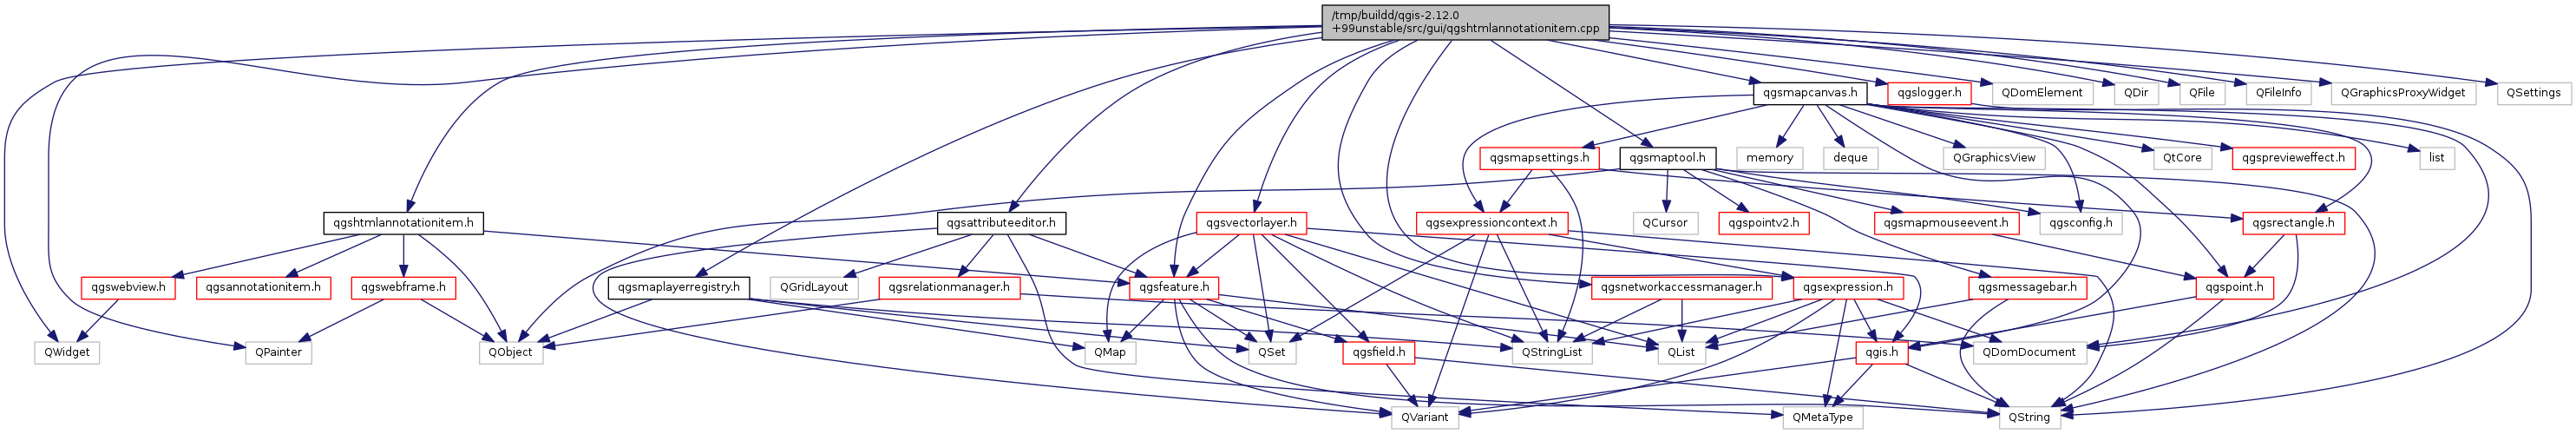 /tmp/buildd/qgis-2.12.0
+99unstable/src/gui/qgshtmlannotationitem.cpp
qgsmapcanvas.h
qgslogger.h
QDomElement
QDir
QFile
QFileInfo
QGraphicsProxyWidget
QSettings
qgsmapsettings.h
qgsmaptool.h
memory
deque
QGraphicsView
QtCore
qgspreviewеffect.h
list
qgshtmlannotationitem.h
qgsattributeeditor.h
qgsvectorlayer.h
qgsexpressioncontext.h
QCursor
qgspointv2.h
qgsmapmouseevent.h
qgsconfig.h
qgsrectangle.h
qgswebview.h
qgsannotationitem.h
qgswebframe.h
qgsmaplayerregistry.h
QGridLayout
qgsrelationmanager.h
qgsfeature.h
qgsnetworkaccessmanager.h
qgsexpression.h
qgsmessagebar.h
qgspoint.h
QWidget
QPainter
QObject
QMap
QSet
qgsfield.h
QStringList
QList
qgis.h
QDomDocument
QVariant
QMetaType
QString